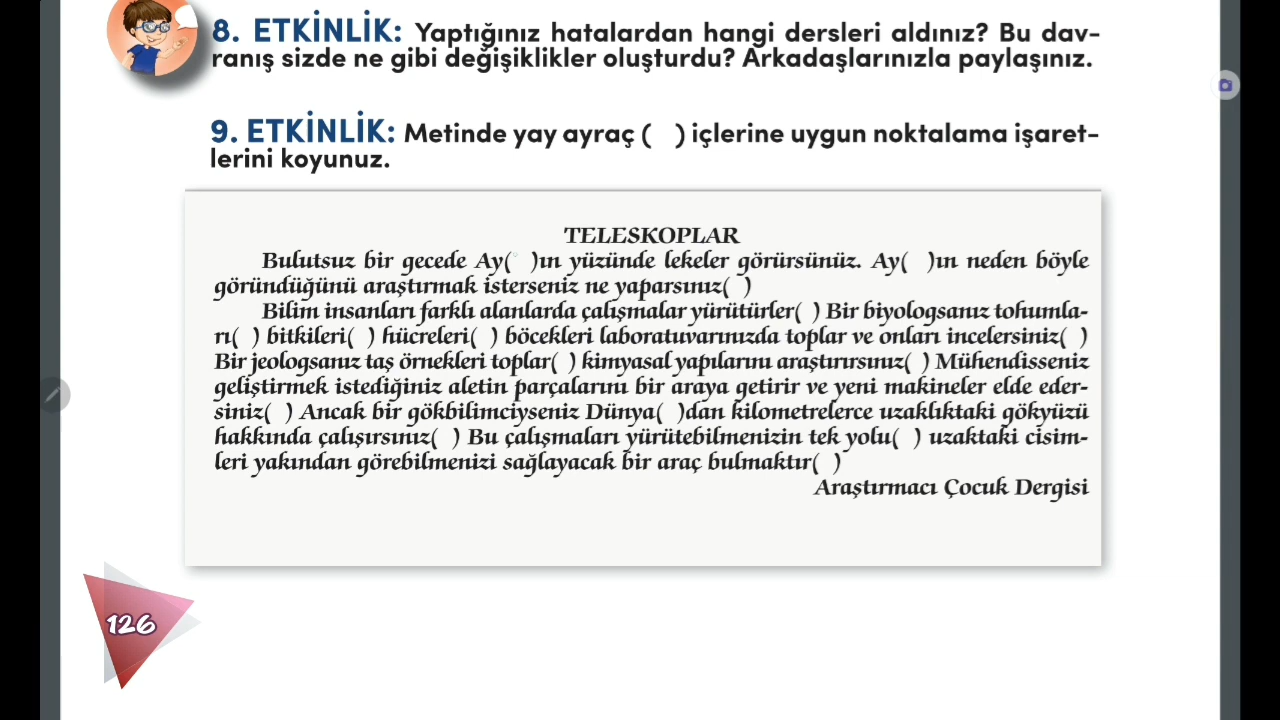 8. ETKİNLİK: Yaptığınız hatalardan hangi dersleri aldınız? Bu dav-
ranış sizde ne gibi değişiklikler oluşturdu? Arkadaşlarınızla paylaşınız.
9. ETKİNLİK: Metinde yay ayraç (   ) içlerine uygun noktalama işaret-
lerini koyunuz.
TELESKOPLAR
Bulutsuz bir gecede Ay(  )ın yüzünde lekeler görürsünüz. Ay(  )ın neden böyle
göründüğünü araştırmak isterseniz ne yaparsınız(  )
Bilim insanları farklı alanlarda çalışmalar yürütürler(  ) Bir biyologsanız tohumla-
rı(  ) bitkileri(  ) hücreleri(  ) böcekleri laboratuvarınızda toplar ve onları incelersiniz(  )
Bir jeologsanız taş örnekleri toplar(  ) kimyasal yapılarını araştırırsınız(  ) Mühendisseniz
geliştirmek istediğiniz aletin parçalarını bir araya getirir ve yeni makineler elde eder-
siniz(  ) Ancak bir gökbilimciyseniz Dünya(  )dan kilometrelerce uzaklıktaki gökyüzü
hakkında çalışırsınız(  ) Bu çalışmaları yürütebilmenizin tek yolu(  ) uzaktaki cisim-
leri yakından görebilmenizi sağlayacak bir araç bulmaktır(  )
Araştırmacı Çocuk Dergisi
126